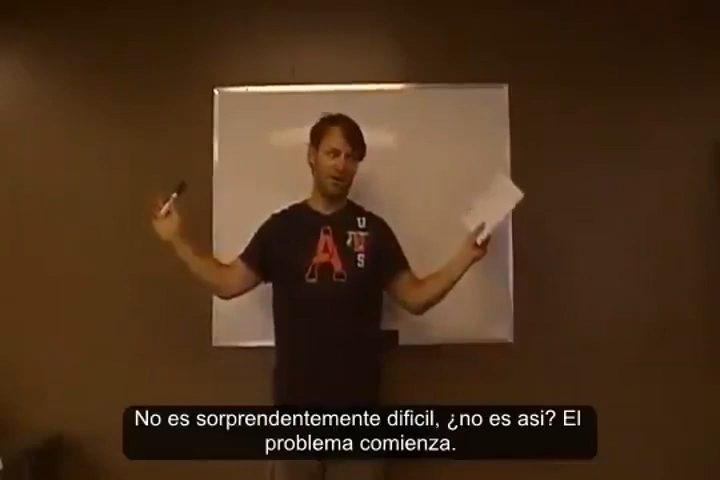 U
A
S
No es sorprendentemente dificil, ¿no es asi? El
problema comienza.